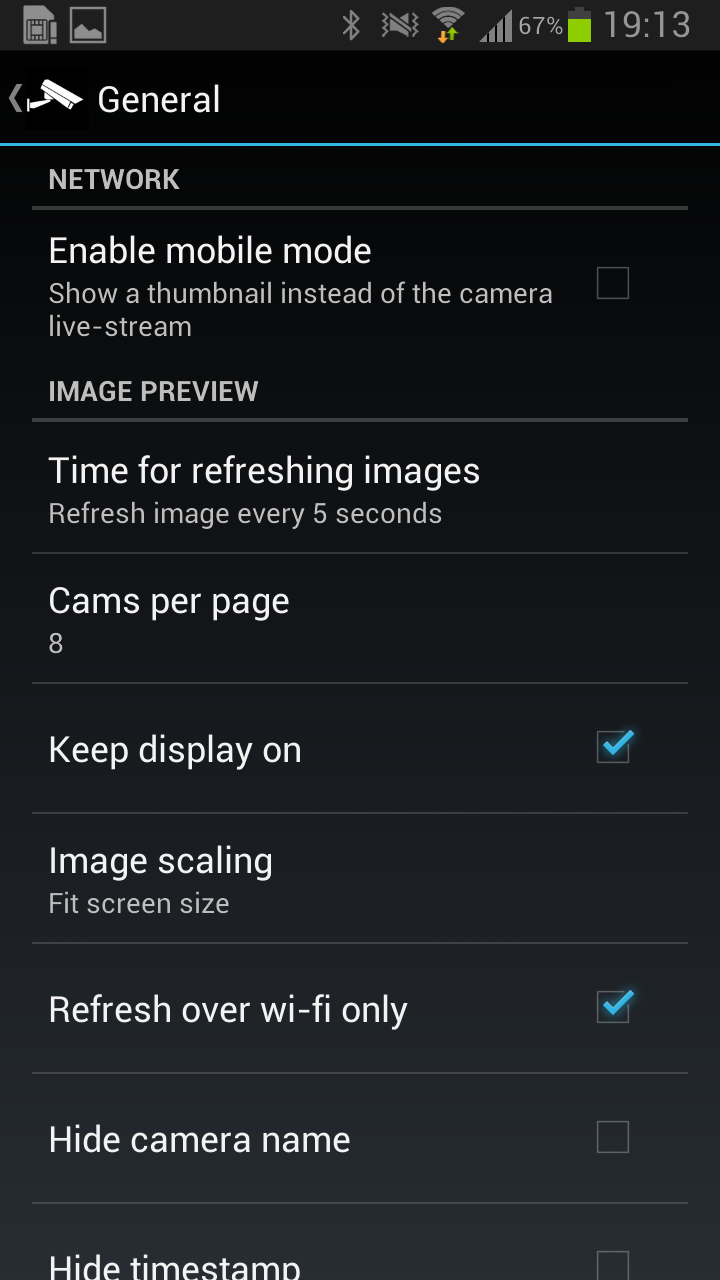 67% 19:13
General
NETWORK
Enable mobile mode
Show a thumbnail instead of the camera
live-stream
IMAGE PREVIEW
Time for refreshing images
Refresh image every 5 seconds
Cams per page
8
Keep display on
Image scaling
Fit screen size
Refresh over wi-fi only
Hide camera name
Hide timestamp